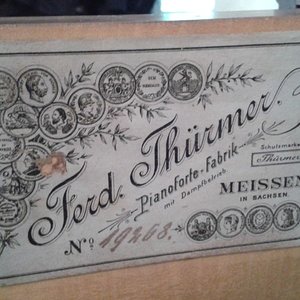 Ferd. Thürmer.
Pianoforte-Fabrik
mit Dampfbetrieb.
Schutzmarke
Thürmer
MEISSEN
IN SACHSEN.
No 19268.